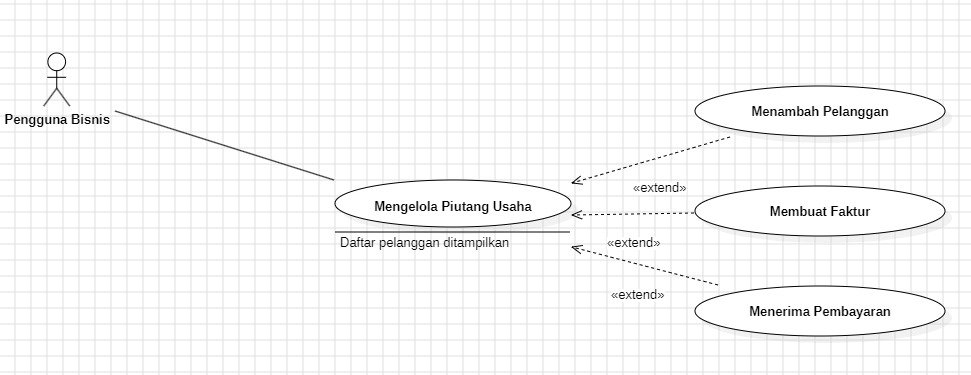 Pengguna Bisnis
Menambah Pelanggan
«extend»
Mengelola Piutang Usaha
Membuat Faktur
Daftar pelanggan ditampilkan
«extend»
«extend»
Menerima Pembayaran